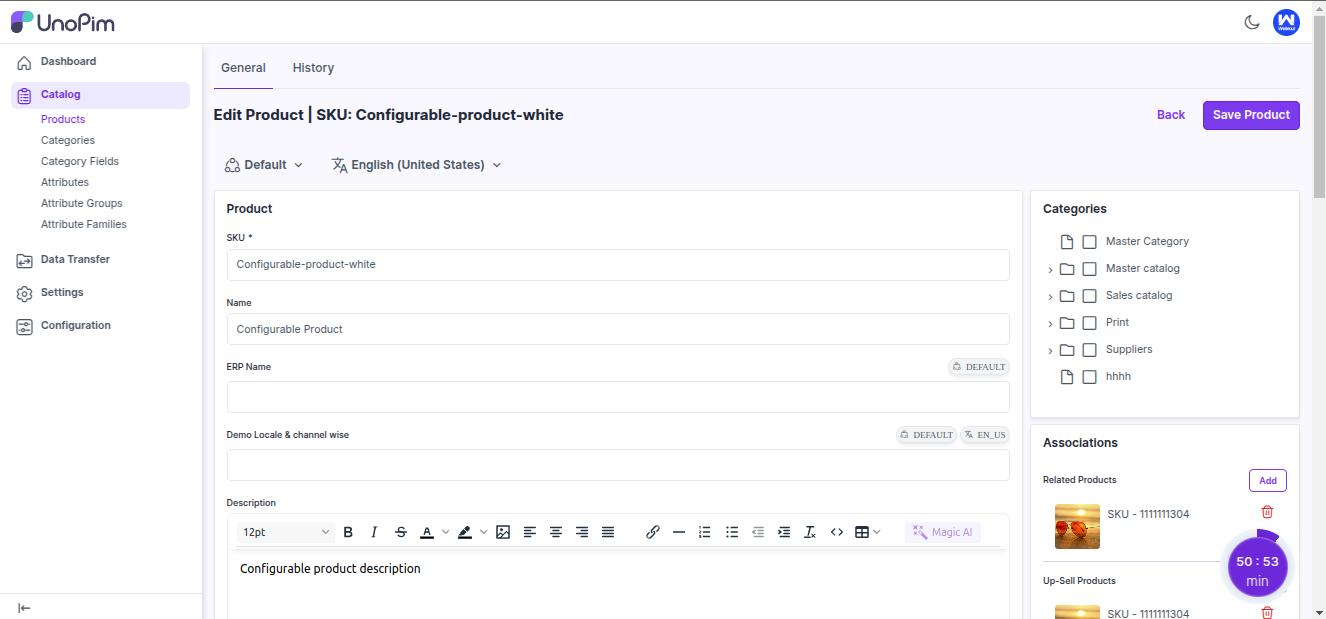 UnoPim
Webkul
Dashboard
Catalog
Products
Categories
Category Fields
Attributes
Attribute Groups
Attribute Families
Data Transfer
Settings
Configuration
General History
Edit Product | SKU: Configurable-product-white
Back Save Product
Default English (United States)
Product
SKU *
Configurable-product-white
Name
Configurable Product
ERP Name DEFAULT
Demo Locale & channel wise DEFAULT EN_US
Description
12pt B I S A Magic AI
Configurable product description
Categories
Master Category
Master catalog
Sales catalog
Print
Suppliers
hhhh
Associations
Related Products Add
SKU - 1111111304
50 : 53
min
Up-Sell Products
SKU - 1111111304